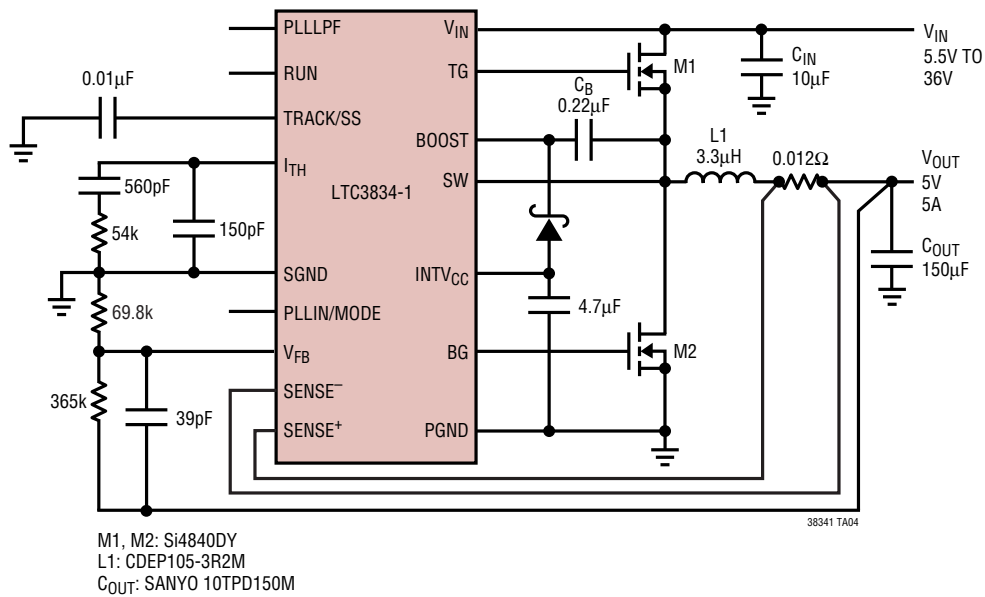 PLLLPF
RUN
TRACK/SS
ITH
SGND
PLLIN/MODE
VFB
SENSE–
SENSE+
LTC3834-1
VIN
TG
BOOST
SW
INTVCC
BG
PGND
0.01µF
560pF
54k
150pF
69.8k
365k
39pF
CB
0.22µF
4.7µF
M1
M2
L1
3.3µH
0.012Ω
CIN
10µF
VIN
5.5V TO
36V
VOUT
5V
5A
COUT
150µF
38341 TA04
M1, M2: Si4840DY
L1: CDEP105-3R2M
COUT: SANYO 10TPD150M